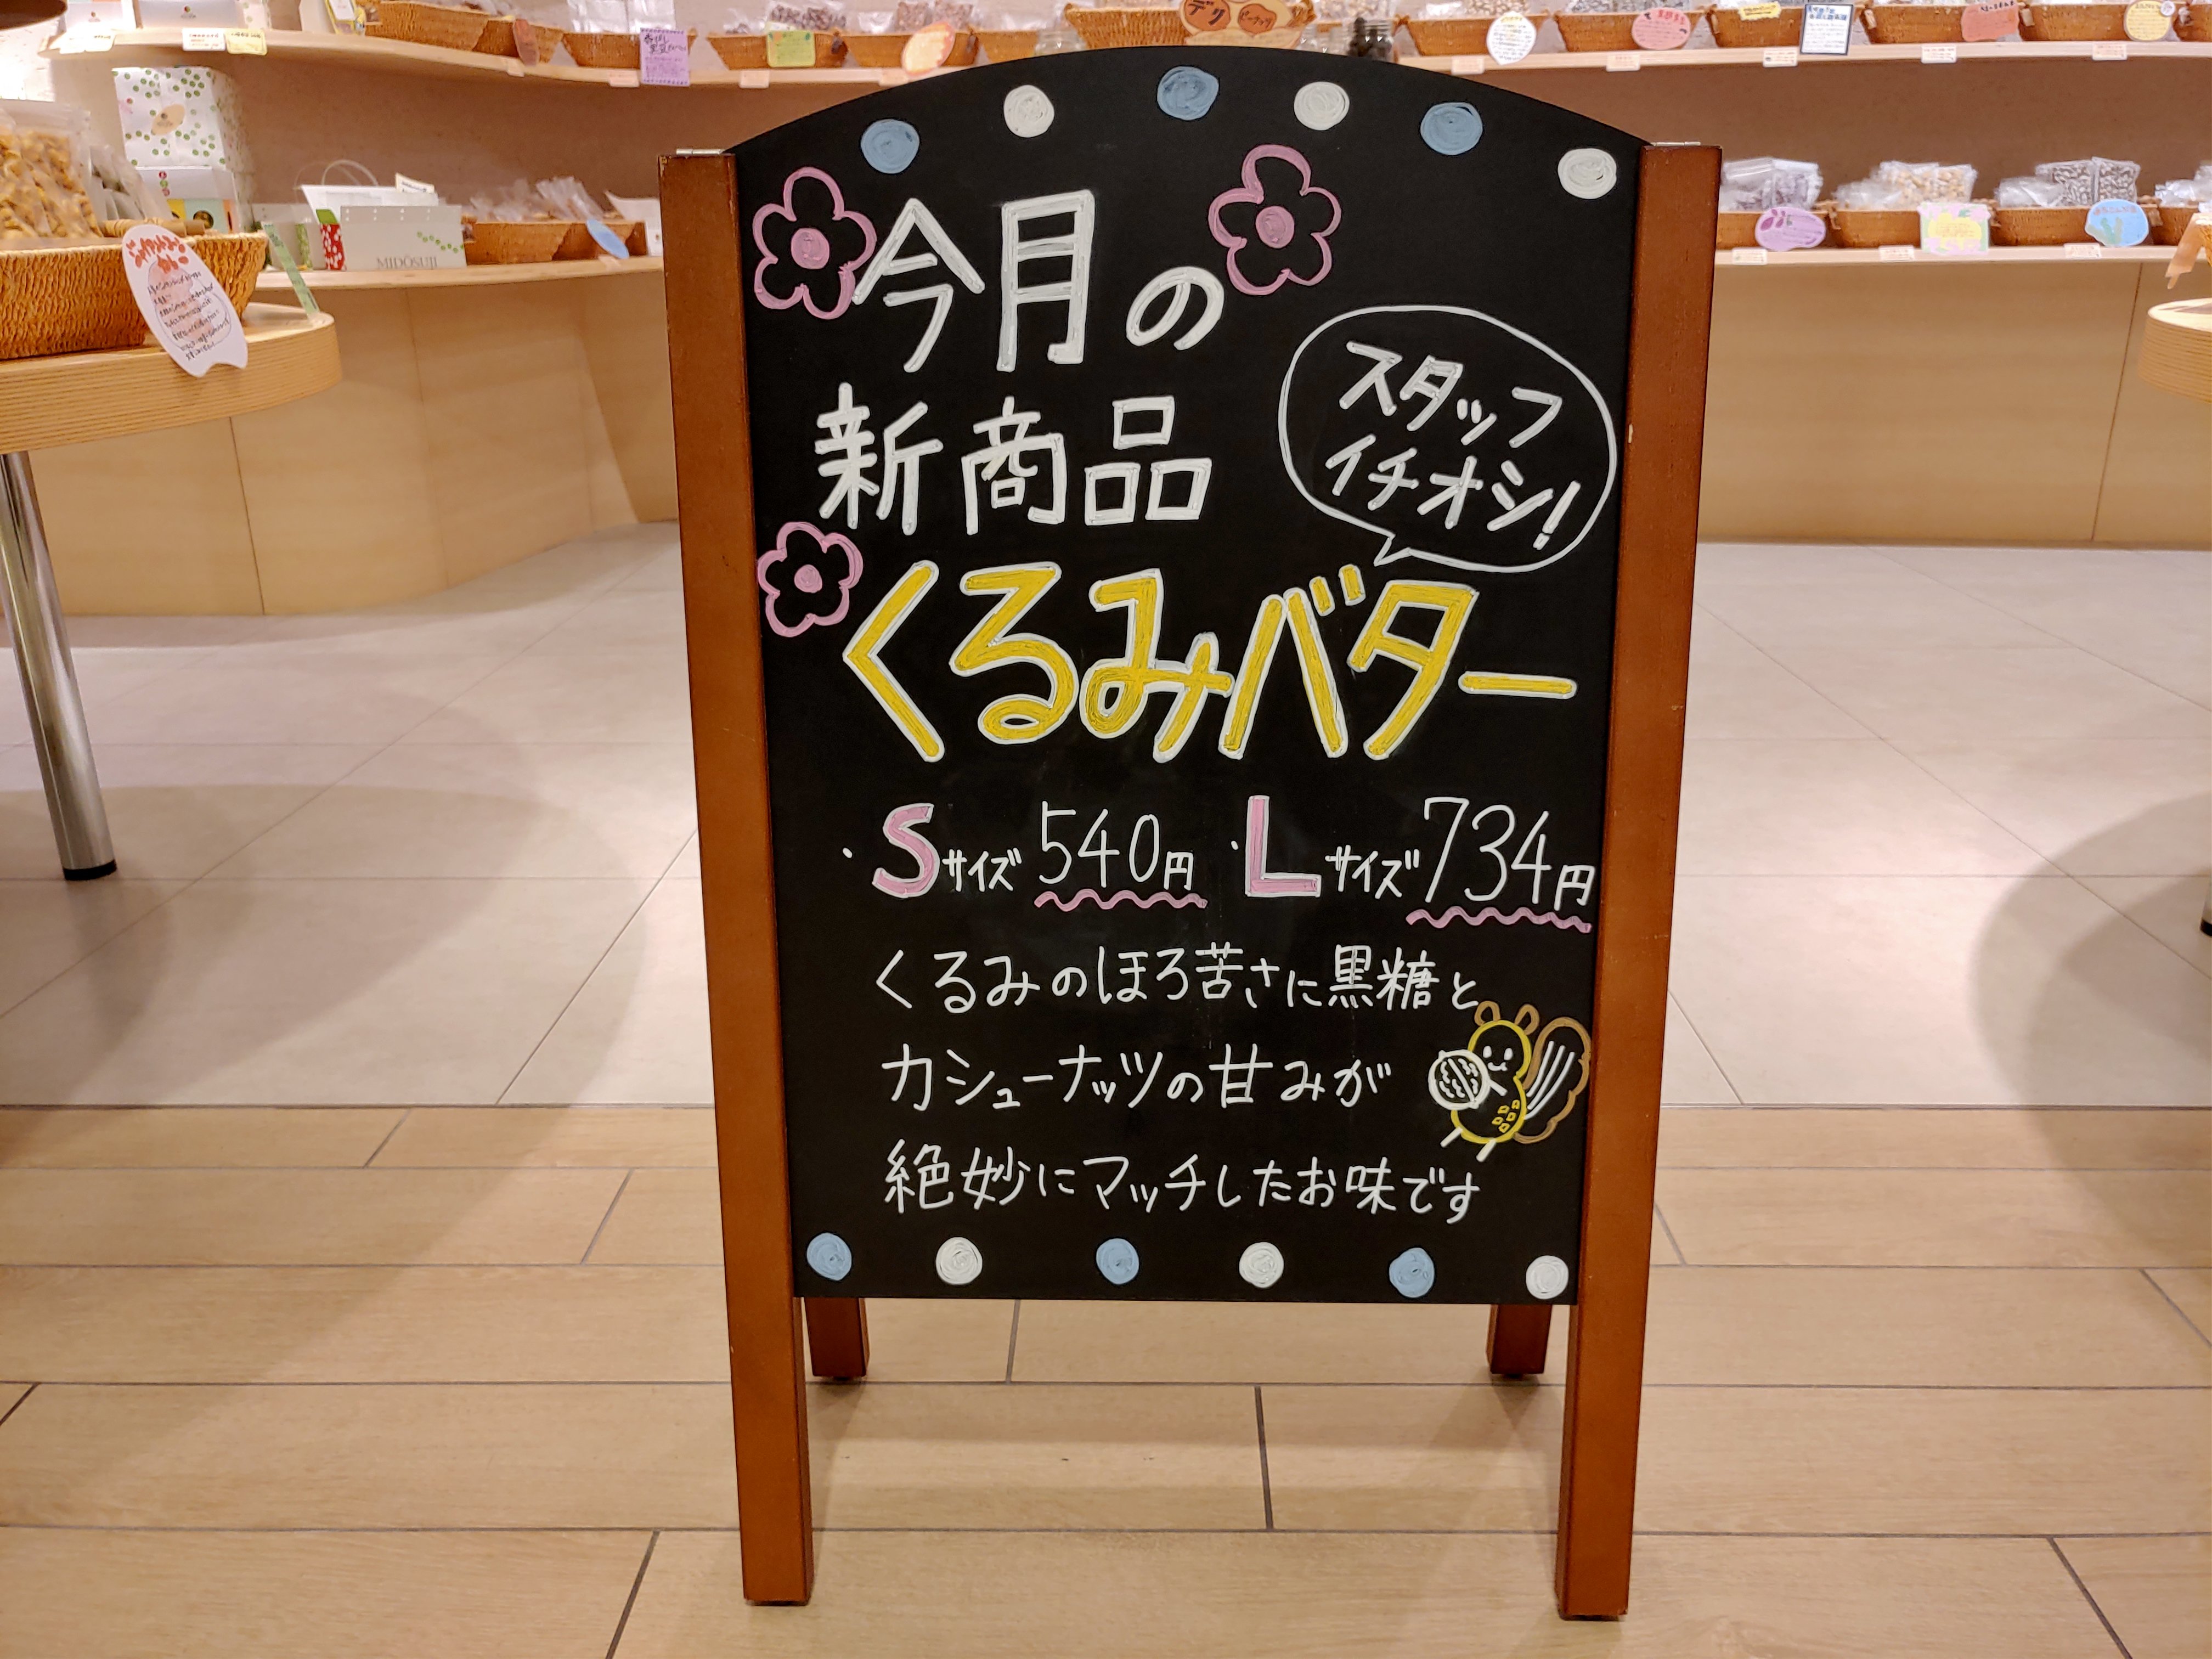 今月の
新商品
スタッフ
イチオシ!
くるみバター
・Sサイズ 540円 ・Lサイズ 734円
くるみのほろ苦さに黒糖と
カシューナッツの甘みが
絶妙にマッチしたお味です
MIDŌSUJI